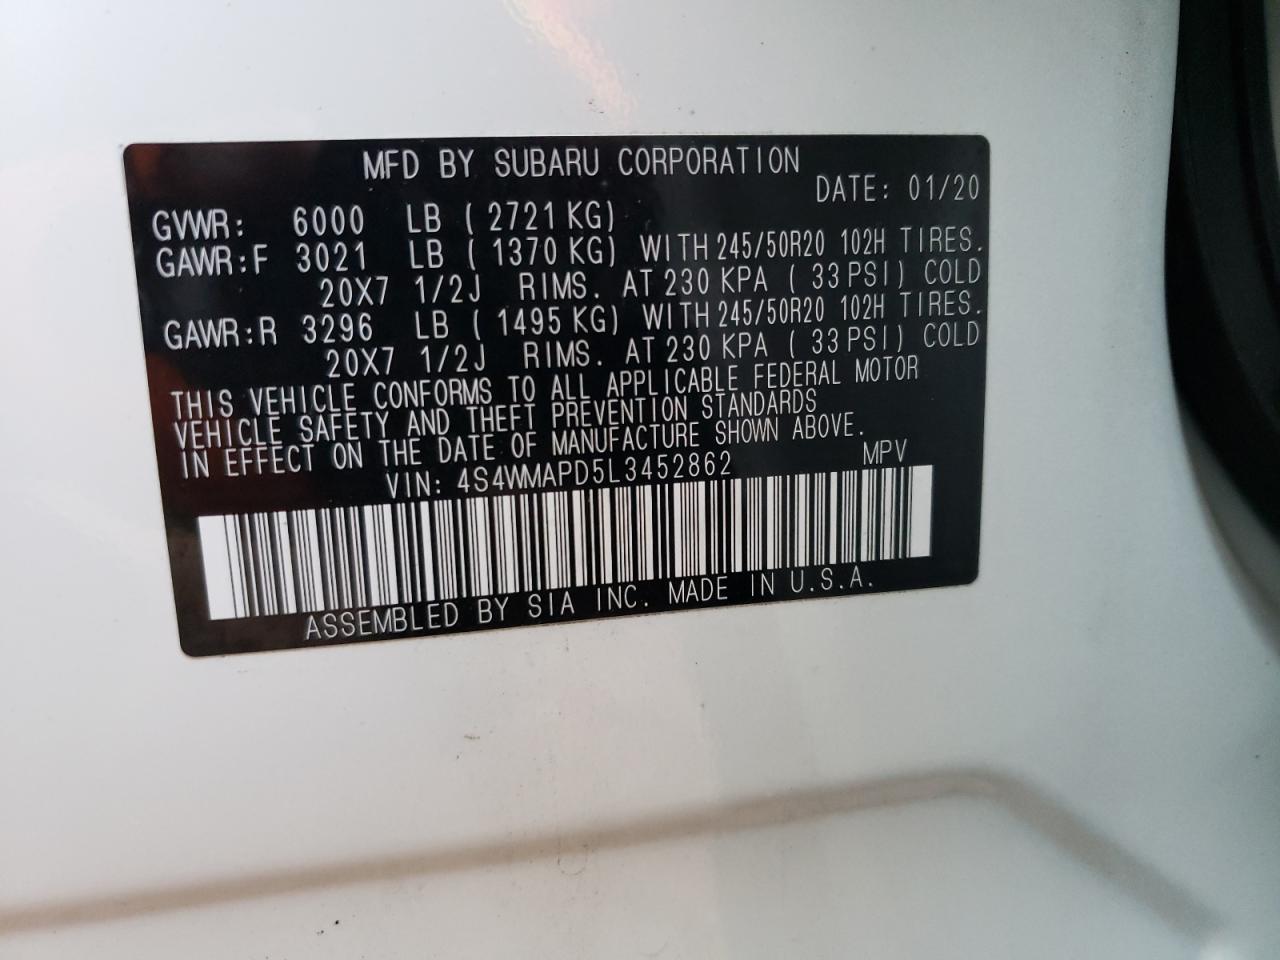 MFD BY SUBARU CORPORATION
DATE: 01/20
GVWR: 6000 LB ( 2721 KG)
GAWR:F 3021 LB ( 1370 KG) WITH 245/50R20 102H TIRES.
20X7 1/2J RIMS. AT 230 KPA ( 33 PSI) COLD
GAWR:R 3296 LB ( 1495 KG) WITH 245/50R20 102H TIRES.
20X7 1/2J RIMS. AT 230 KPA ( 33 PSI) COLD
THIS VEHICLE CONFORMS TO ALL APPLICABLE FEDERAL MOTOR
VEHICLE SAFETY AND THEFT PREVENTION STANDARDS
IN EFFECT ON THE DATE OF MANUFACTURE SHOWN ABOVE.
VIN: 4S4WMAPD5L3452862 MPV
ASSEMBLED BY SIA INC. MADE IN U.S.A.